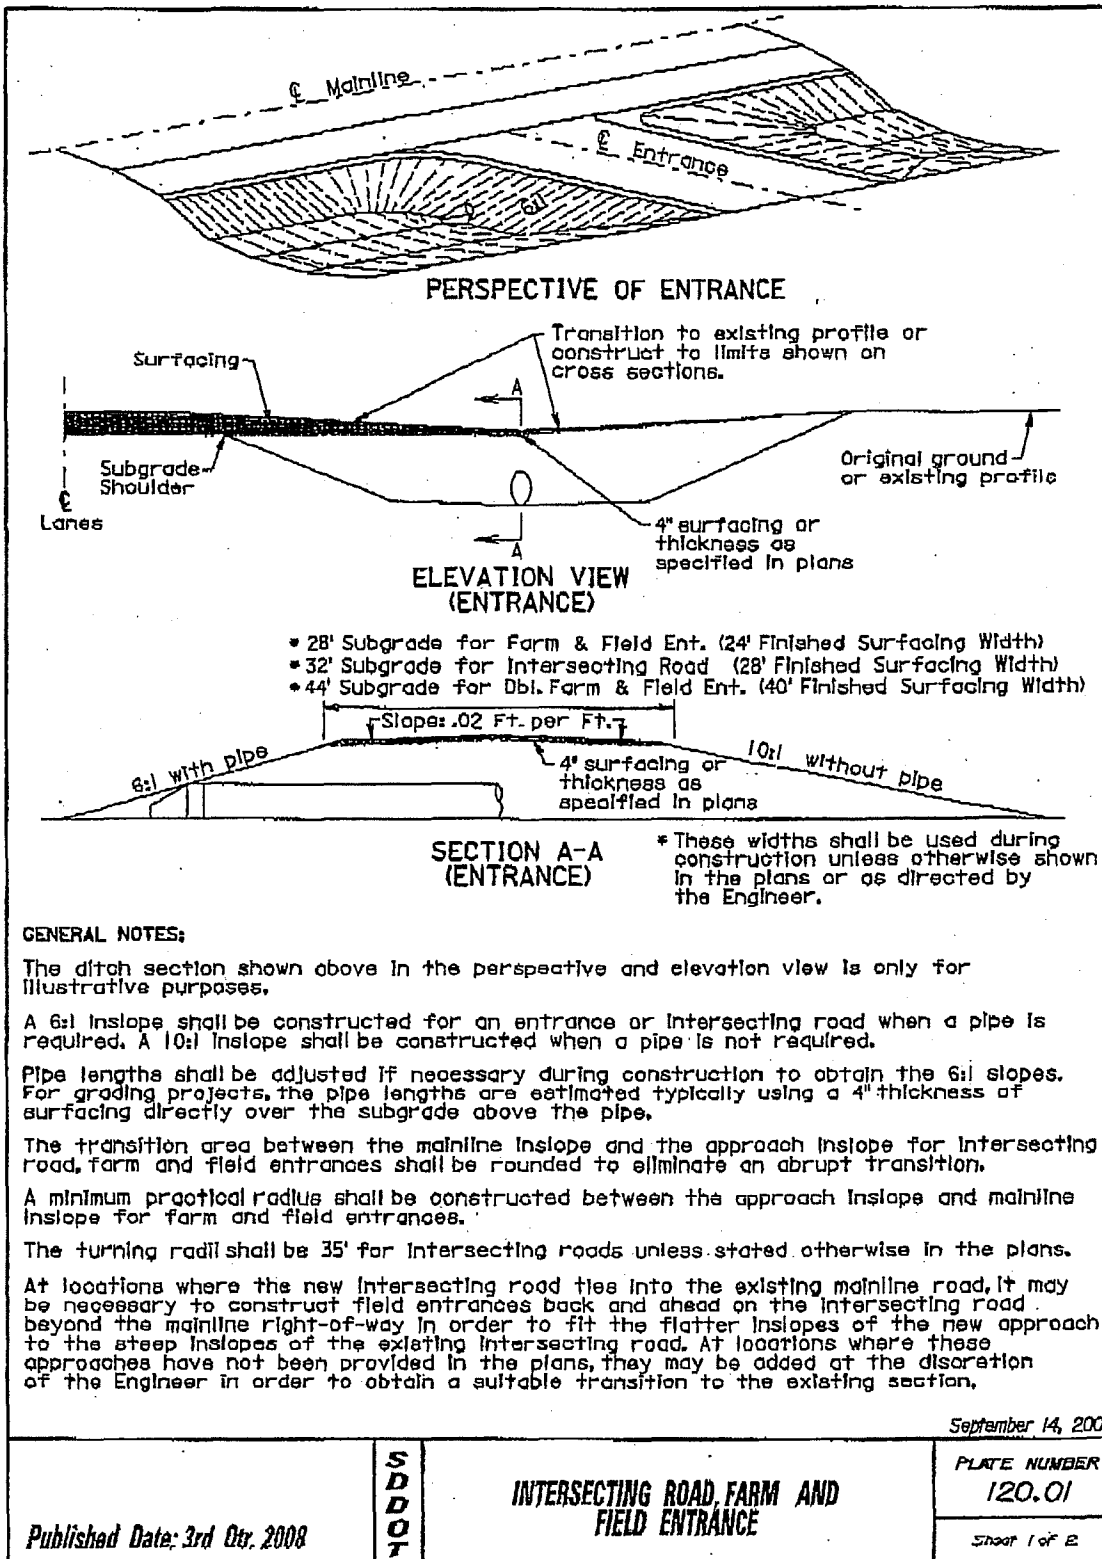 ℄ Mainline
℄ Entrance
6:1
PERSPECTIVE OF ENTRANCE
Transition to existing profile or
construct to limits shown on
cross sections.
Surfacing
A
Subgrade
Shoulder
Original ground
or existing profile
℄
Lanes
4" surfacing or
thickness as
specified in plans
A
ELEVATION VIEW
(ENTRANCE)
* 28' Subgrade for Farm & Field Ent. (24' Finished Surfacing Width)
* 32' Subgrade for Intersecting Road (28' Finished Surfacing Width)
* 44' Subgrade for Dbl. Farm & Field Ent. (40' Finished Surfacing Width)
Slope: .02 Ft. per Ft.
6:1 with pipe
10:1 without pipe
4" surfacing or
thickness as
specified in plans
SECTION A-A
(ENTRANCE)
* These widths shall be used during
construction unless otherwise shown
in the plans or as directed by
the Engineer.
GENERAL NOTES:
The ditch section shown above in the perspective and elevation view is only for
illustrative purposes.
A 6:1 inslope shall be constructed for an entrance or intersecting road when a pipe is
required. A 10:1 inslope shall be constructed when a pipe is not required.
Pipe lengths shall be adjusted if necessary during construction to obtain the 6:1 slopes.
For grading projects, the pipe lengths are estimated typically using a 4" thickness of
surfacing directly over the subgrade above the pipe.
The transition area between the mainline inslope and the approach inslope for intersecting
road, farm and field entrances shall be rounded to eliminate an abrupt transition.
A minimum practical radius shall be constructed between the approach inslope and mainline
inslope for farm and field entrances.
The turning radii shall be 35' for intersecting roads unless stated otherwise in the plans.
At locations where the new intersecting road ties into the existing mainline road, it may
be necessary to construct field entrances back and ahead on the intersecting road
beyond the mainline right-of-way in order to fit the flatter inslopes of the new approach
to the steep inslopes of the existing intersecting road. At locations where these
approaches have not been provided in the plans, they may be added at the discretion
of the Engineer in order to obtain a suitable transition to the existing section.
September 14, 200
Published Date: 3rd Qtr. 2008
SDDOT
INTERSECTING ROAD, FARM AND
FIELD ENTRANCE
PLATE NUMBER
120.01
Sheet 1 of 2